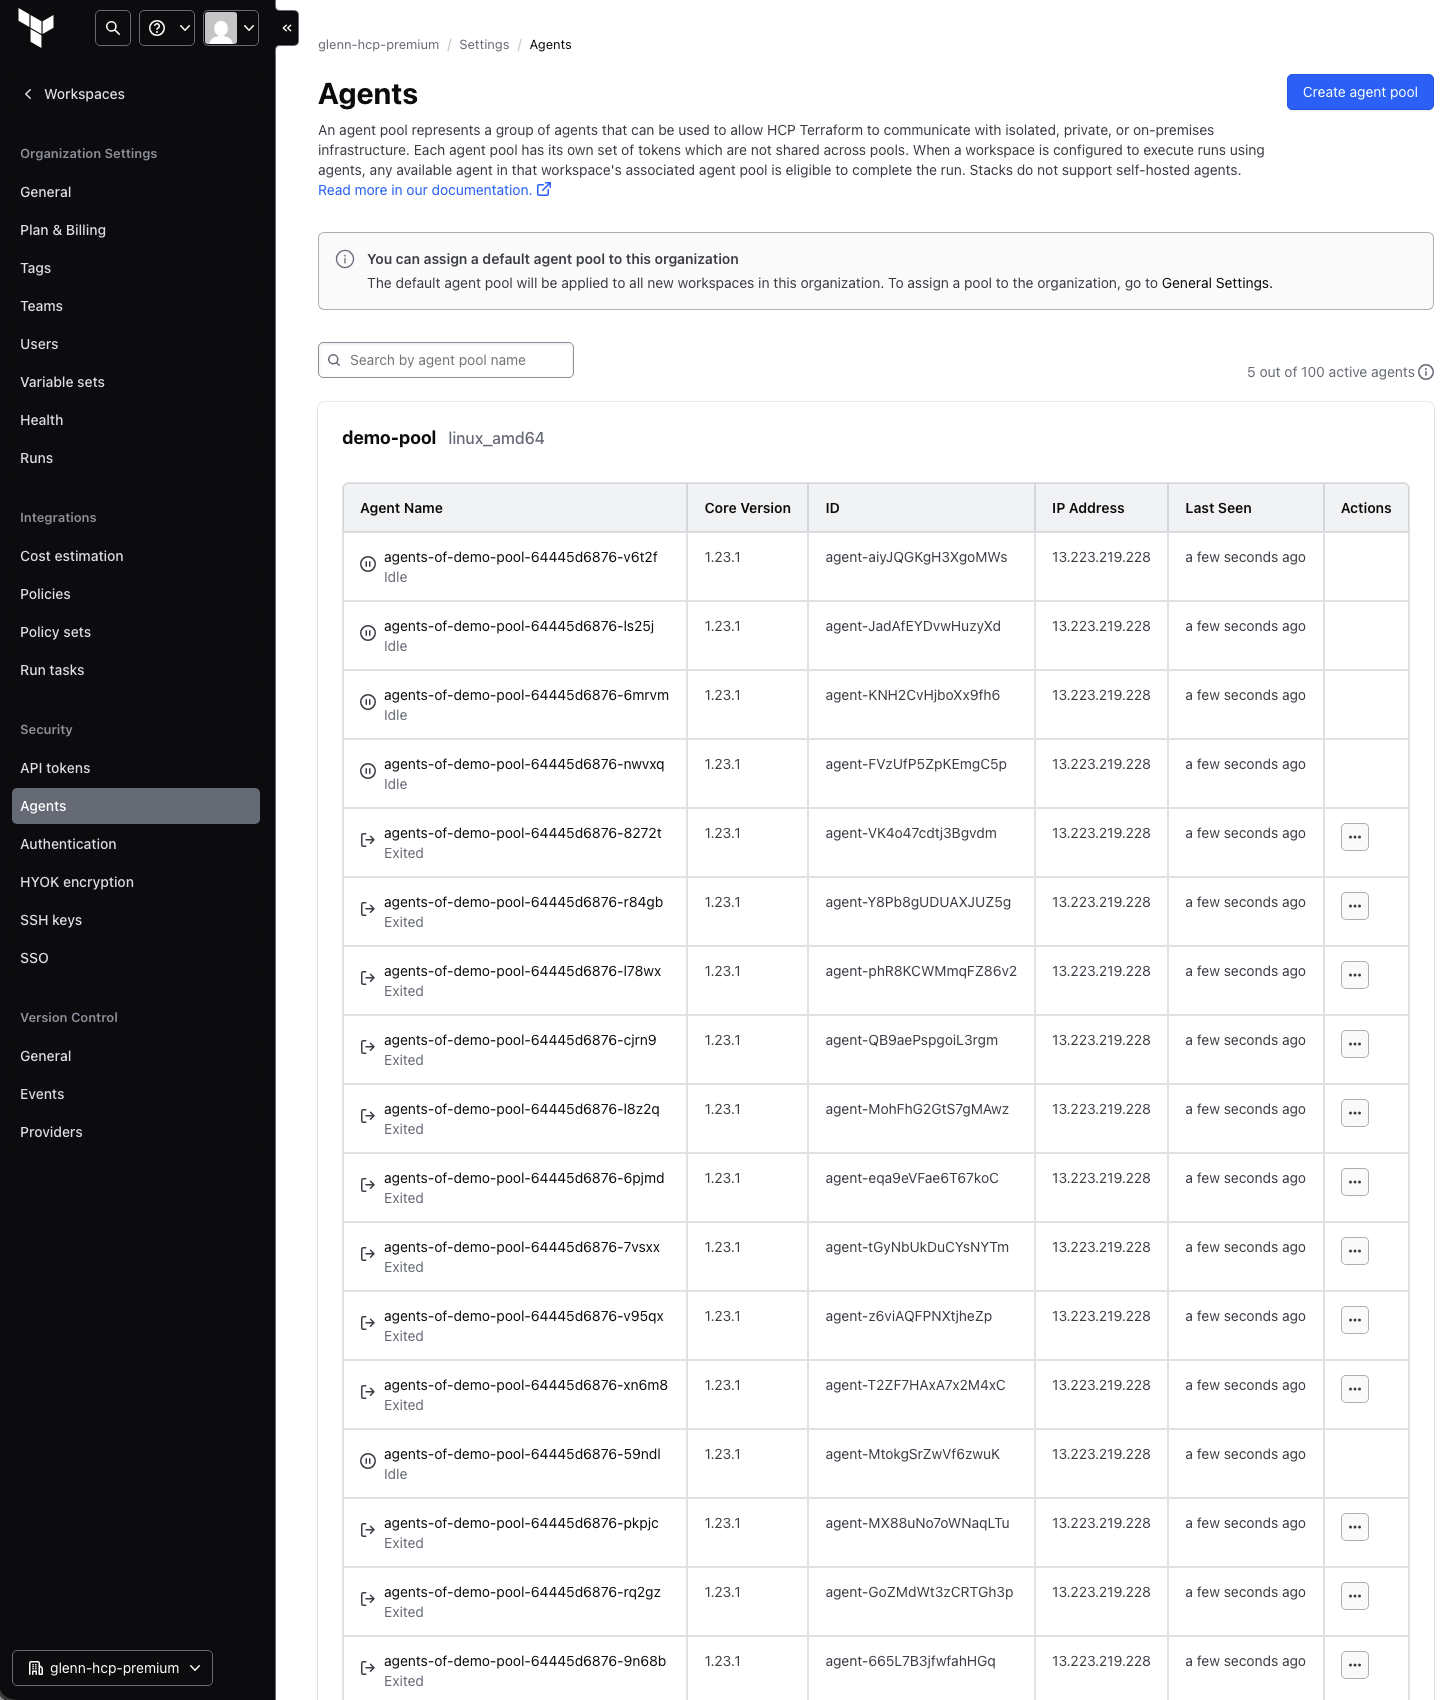 Workspaces
Organization Settings
General
Plan & Billing
Tags
Teams
Users
Variable sets
Health
Runs
Integrations
Cost estimation
Policies
Policy sets
Run tasks
Security
API tokens
Agents
Authentication
HYOK encryption
SSH keys
SSO
Version Control
General
Events
Providers
glenn-hcp-premium
glenn-hcp-premium / Settings / Agents
Agents
Create agent pool
An agent pool represents a group of agents that can be used to allow HCP Terraform to communicate with isolated, private, or on-premises
infrastructure. Each agent pool has its own set of tokens which are not shared across pools. When a workspace is configured to execute runs using
agents, any available agent in that workspace's associated agent pool is eligible to complete the run. Stacks do not support self-hosted agents.
Read more in our documentation.
You can assign a default agent pool to this organization
The default agent pool will be applied to all new workspaces in this organization. To assign a pool to the organization, go to General Settings.
Search by agent pool name
5 out of 100 active agents
demo-pool linux_amd64
Agent Name Core Version ID IP Address Last Seen Actions
agents-of-demo-pool-64445d6876-v6t2f 1.23.1 agent-aiyJQGKgH3XgoMWs 13.223.219.228 a few seconds ago
Idle
agents-of-demo-pool-64445d6876-ls25j 1.23.1 agent-JadAfEYDvwHuzyXd 13.223.219.228 a few seconds ago
Idle
agents-of-demo-pool-64445d6876-6mrvm 1.23.1 agent-KNH2CvHjboXx9fh6 13.223.219.228 a few seconds ago
Idle
agents-of-demo-pool-64445d6876-nwvxq 1.23.1 agent-FVzUfP5ZpKEmgC5p 13.223.219.228 a few seconds ago
Idle
agents-of-demo-pool-64445d6876-8272t 1.23.1 agent-VK4o47cdtj3Bgvdm 13.223.219.228 a few seconds ago
Exited
agents-of-demo-pool-64445d6876-r84gb 1.23.1 agent-Y8Pb8gUDUAXJUZ5g 13.223.219.228 a few seconds ago
Exited
agents-of-demo-pool-64445d6876-l78wx 1.23.1 agent-phR8KCWMmqFZ86v2 13.223.219.228 a few seconds ago
Exited
agents-of-demo-pool-64445d6876-cjrn9 1.23.1 agent-QB9aePspgoiL3rgm 13.223.219.228 a few seconds ago
Exited
agents-of-demo-pool-64445d6876-l8z2q 1.23.1 agent-MohFhG2GtS7gMAwz 13.223.219.228 a few seconds ago
Exited
agents-of-demo-pool-64445d6876-6pjmd 1.23.1 agent-eqa9eVFae6T67koC 13.223.219.228 a few seconds ago
Exited
agents-of-demo-pool-64445d6876-7vsxx 1.23.1 agent-tGyNbUkDuCYsNYTm 13.223.219.228 a few seconds ago
Exited
agents-of-demo-pool-64445d6876-v95qx 1.23.1 agent-z6viAQFPNXtjheZp 13.223.219.228 a few seconds ago
Exited
agents-of-demo-pool-64445d6876-xn6m8 1.23.1 agent-T2ZF7HAxA7x2M4xC 13.223.219.228 a few seconds ago
Exited
agents-of-demo-pool-64445d6876-59ndl 1.23.1 agent-MtokgSrZwVf6zwuK 13.223.219.228 a few seconds ago
Idle
agents-of-demo-pool-64445d6876-pkpjc 1.23.1 agent-MX88uNo7oWNaqLTu 13.223.219.228 a few seconds ago
Exited
agents-of-demo-pool-64445d6876-rq2gz 1.23.1 agent-GoZMdWt3zCRTGh3p 13.223.219.228 a few seconds ago
Exited
agents-of-demo-pool-64445d6876-9n68b 1.23.1 agent-665L7B3jfwfahHGq 13.223.219.228 a few seconds ago
Exited